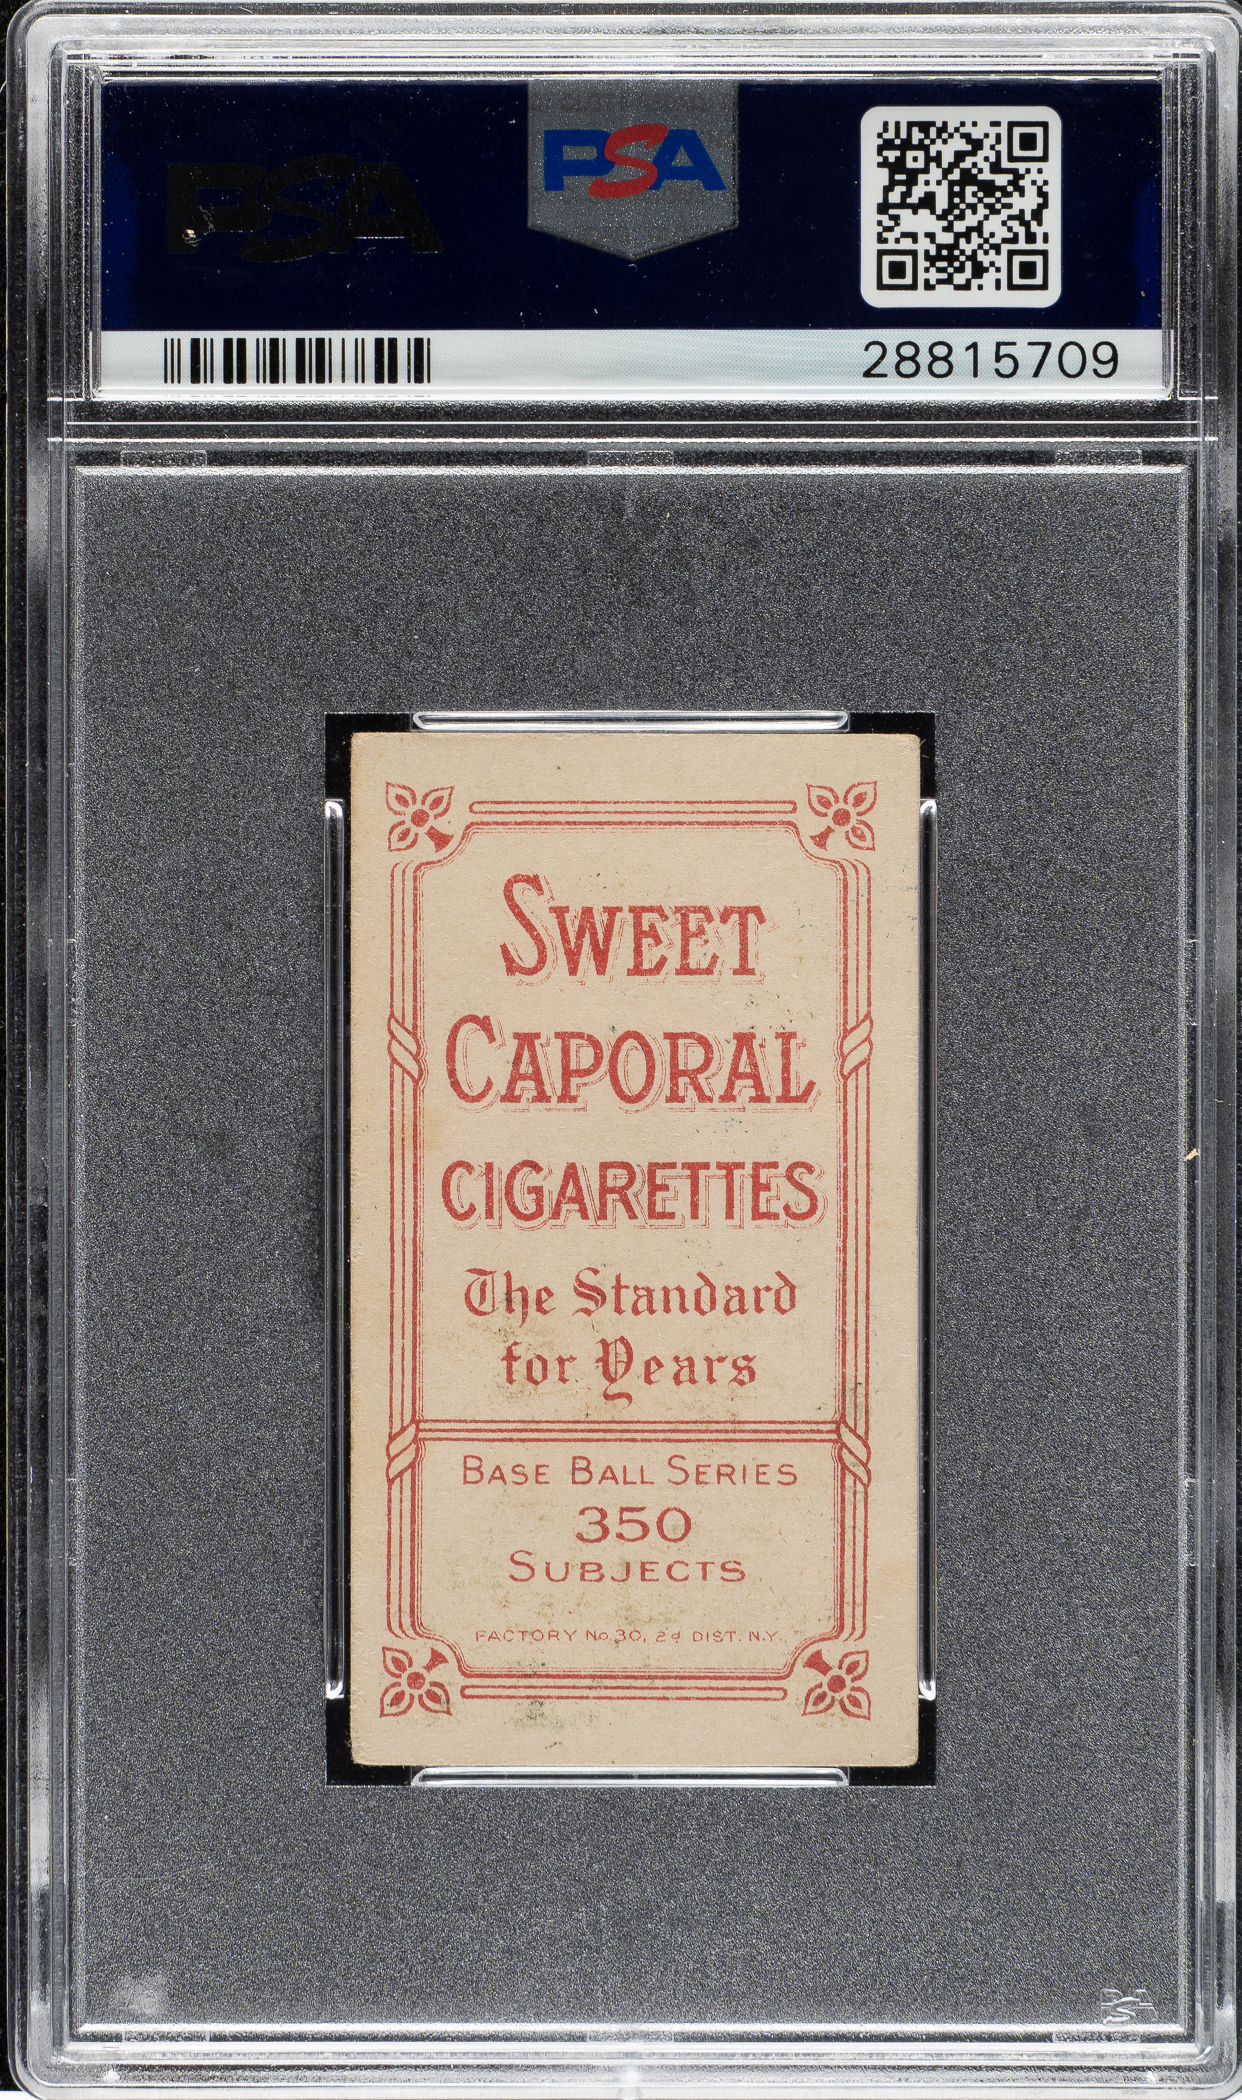 PSA
PSA
28815709
SWEET
CAPORAL
CIGARETTES
The Standard
for Years
BASE BALL SERIES
350
SUBJECTS
FACTORY No. 30, 2d DIST. N.Y.
PSA